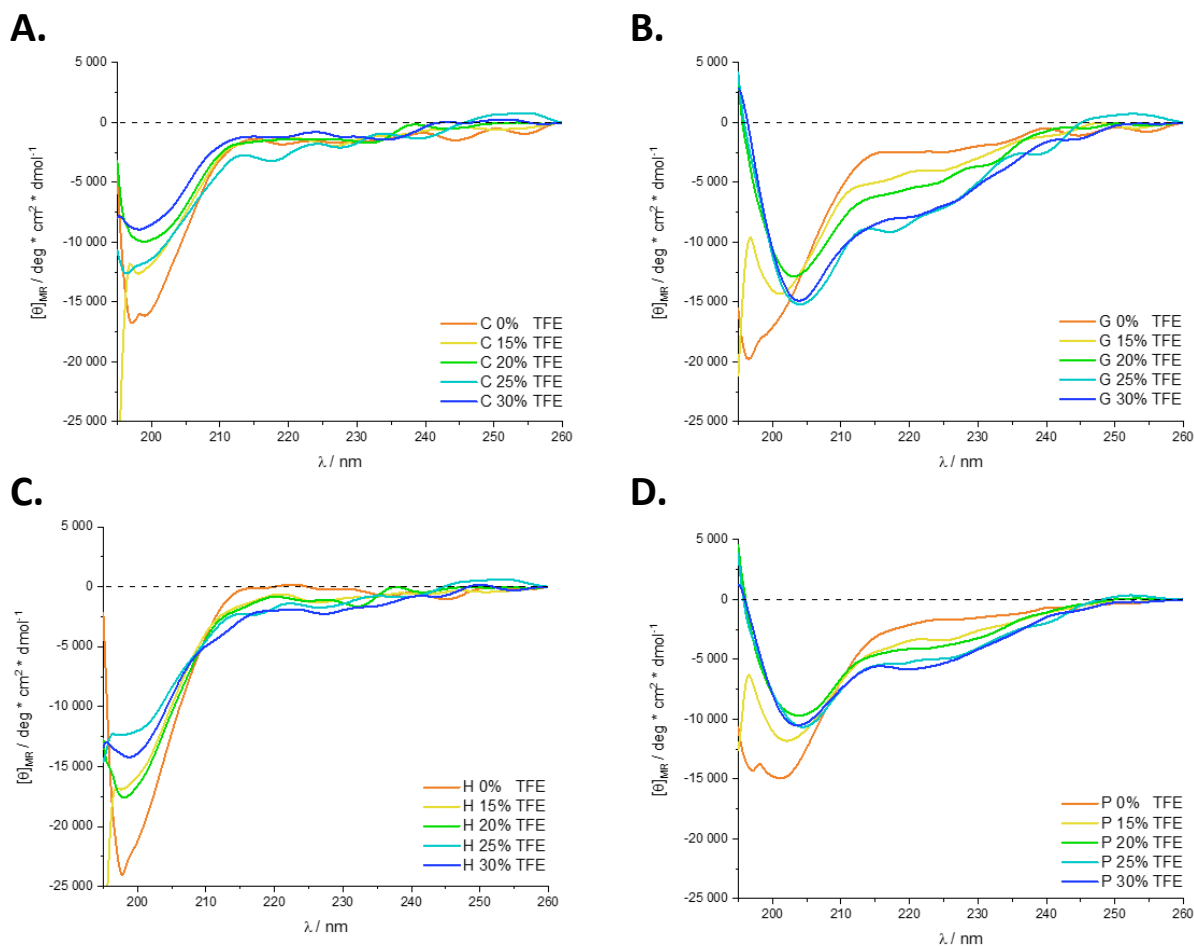 A.
5 000
0
-5 000
-10 000
-15 000
-20 000
-25 000
[θ]MR / deg * cm² * dmol⁻¹
C 0% TFE
C 15% TFE
C 20% TFE
C 25% TFE
C 30% TFE
200 210 220 230 240 250 260
λ / nm
B.
5 000
0
-5 000
-10 000
-15 000
-20 000
-25 000
[θ]MR / deg * cm² * dmol⁻¹
G 0% TFE
G 15% TFE
G 20% TFE
G 25% TFE
G 30% TFE
200 210 220 230 240 250 260
λ / nm
C.
5 000
0
-5 000
-10 000
-15 000
-20 000
-25 000
[θ]MR / deg * cm² * dmol⁻¹
H 0% TFE
H 15% TFE
H 20% TFE
H 25% TFE
H 30% TFE
200 210 220 230 240 250 260
λ / nm
D.
5 000
0
-5 000
-10 000
-15 000
-20 000
-25 000
[θ]MR / deg * cm² * dmol⁻¹
P 0% TFE
P 15% TFE
P 20% TFE
P 25% TFE
P 30% TFE
200 210 220 230 240 250 260
λ / nm